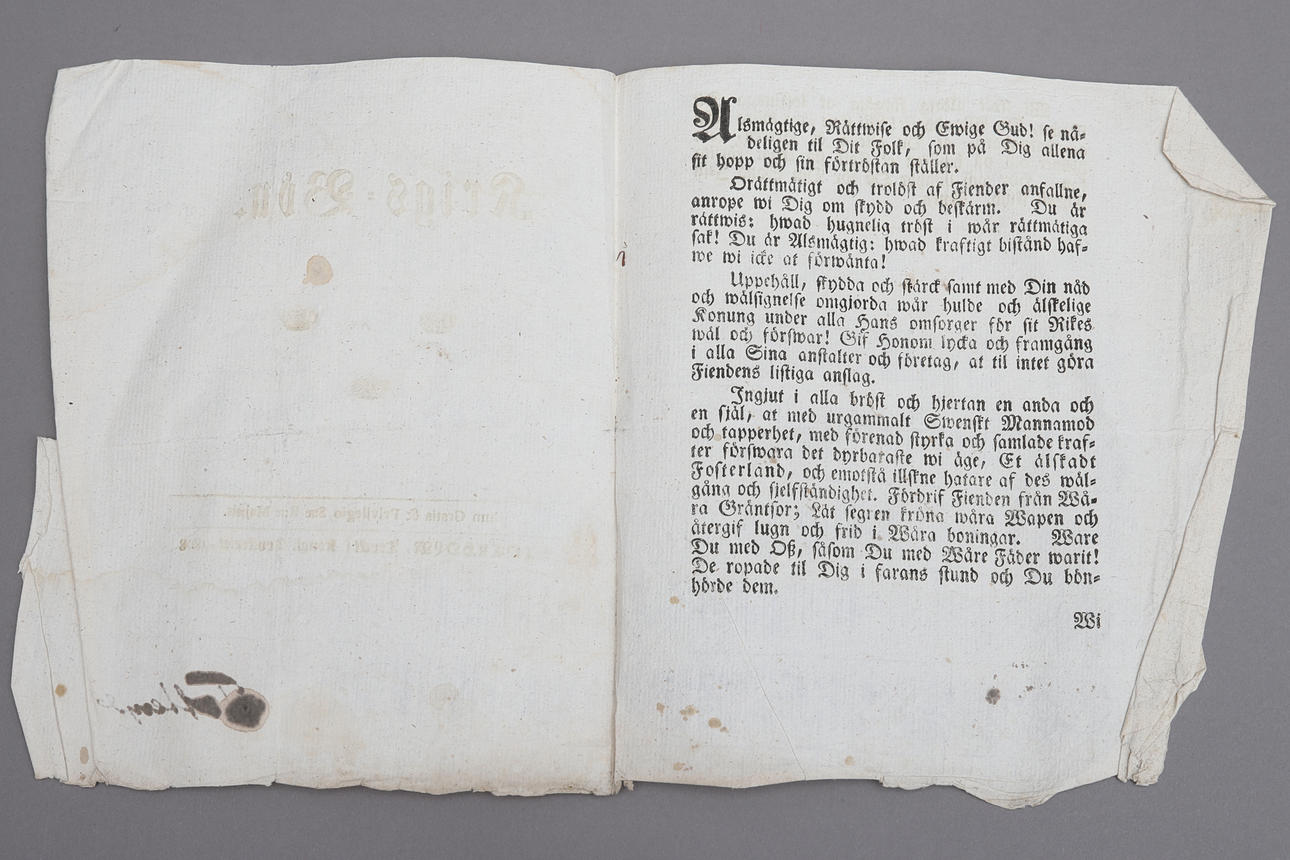 Krigs-Bön.
Cum Gratia & Privilegio Sac. Reg. Majest.
Alsmägtige, Rättwise och Ewige Gud! se nå-
deligen til Dit Folk, som på Dig allena
sit hopp och sin förtröstan ställer.
Orättmätigt och trolöst af Fiender anfallne,
anrope wi Dig om skydd och beskärm. Du är
rättwis: hwad hugnelig tröst i wår rättmätiga
sak! Du är Alsmägtig: hwad kraftigt bistånd haf-
we wi icke at förwänta!
Uppehåll, skydda och stärck samt med Din nåd
och wälsignelse omgjorda wår hulde och älskelige
Konung under alla Hans omsorger för sit Rikes
wäl och förswar! Gif Honom lycka och framgång
i alla Sina anstalter och företag, at til intet göra
Fiendens listiga anslag.
Ingjut i alla bröst och hjertan en anda och
en själ, at med urgammalt Swenskt Mannamod
och tapperhet, med förenad styrka och samlade kraf-
ter förswara det dyrbaraste wi äge, Et älskadt
Fosterland, och emotstå illskne hatare af des wäl-
gång och sjelfständighet. Fördrif Fienden från Wå-
ra Gräntsor; Låt segren kröna wåra Wapen och
återgif lugn och frid i Wåra boningar. Ware
Du med Oß, såsom Du med Wåre Fäder warit!
De ropade til Dig i farans stund och Du bön-
hörde dem.
Wi